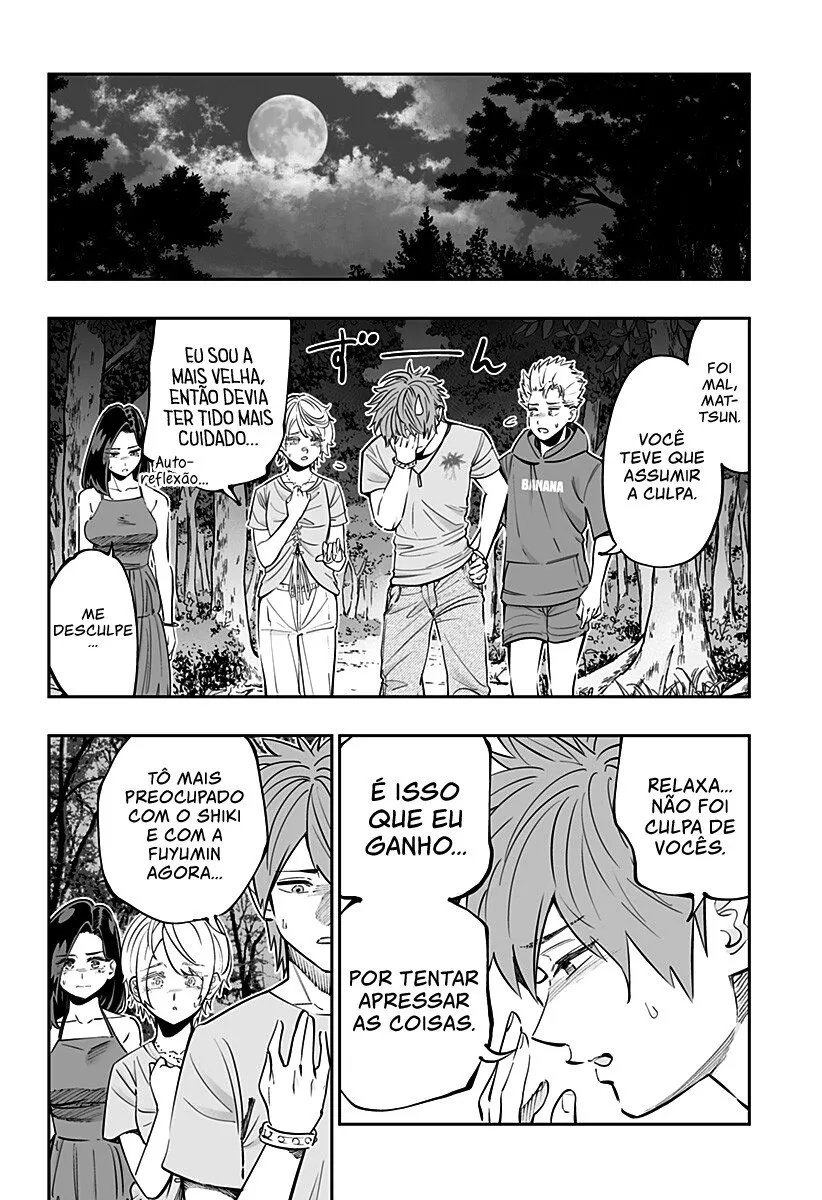 FOI
MAL,
MAT-
TSUN.
VOCÊ
TEVE QUE
ASSUMIR
A CULPA.
ず゛ーん
BANANA
EU SOU A
MAIS VELHA,
ENTÃO DEVIA
TER TIDO MAIS
CUIDADO...
Auto-
reflexão...
ME
DESCULPE
...
RELAXA...
NÃO FOI
CULPA DE
VOCÊS.
É ISSO
QUE EU
GANHO...
POR TENTAR
APRESSAR
AS COISAS.
TÔ MAIS
PREOCUPADO
COM O SHIKI
E COM A
FUYUMIN
AGORA...